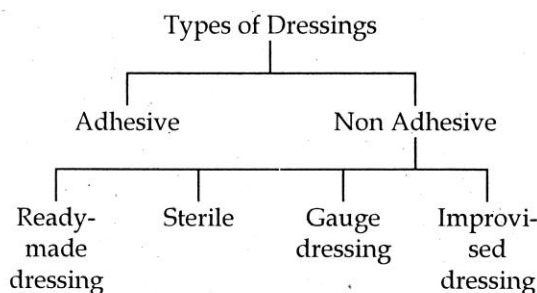 Types of Dressings
Adhesive Non Adhesive
Ready- Sterile Gauge Improvi-
made dressing sed
dressing dressing